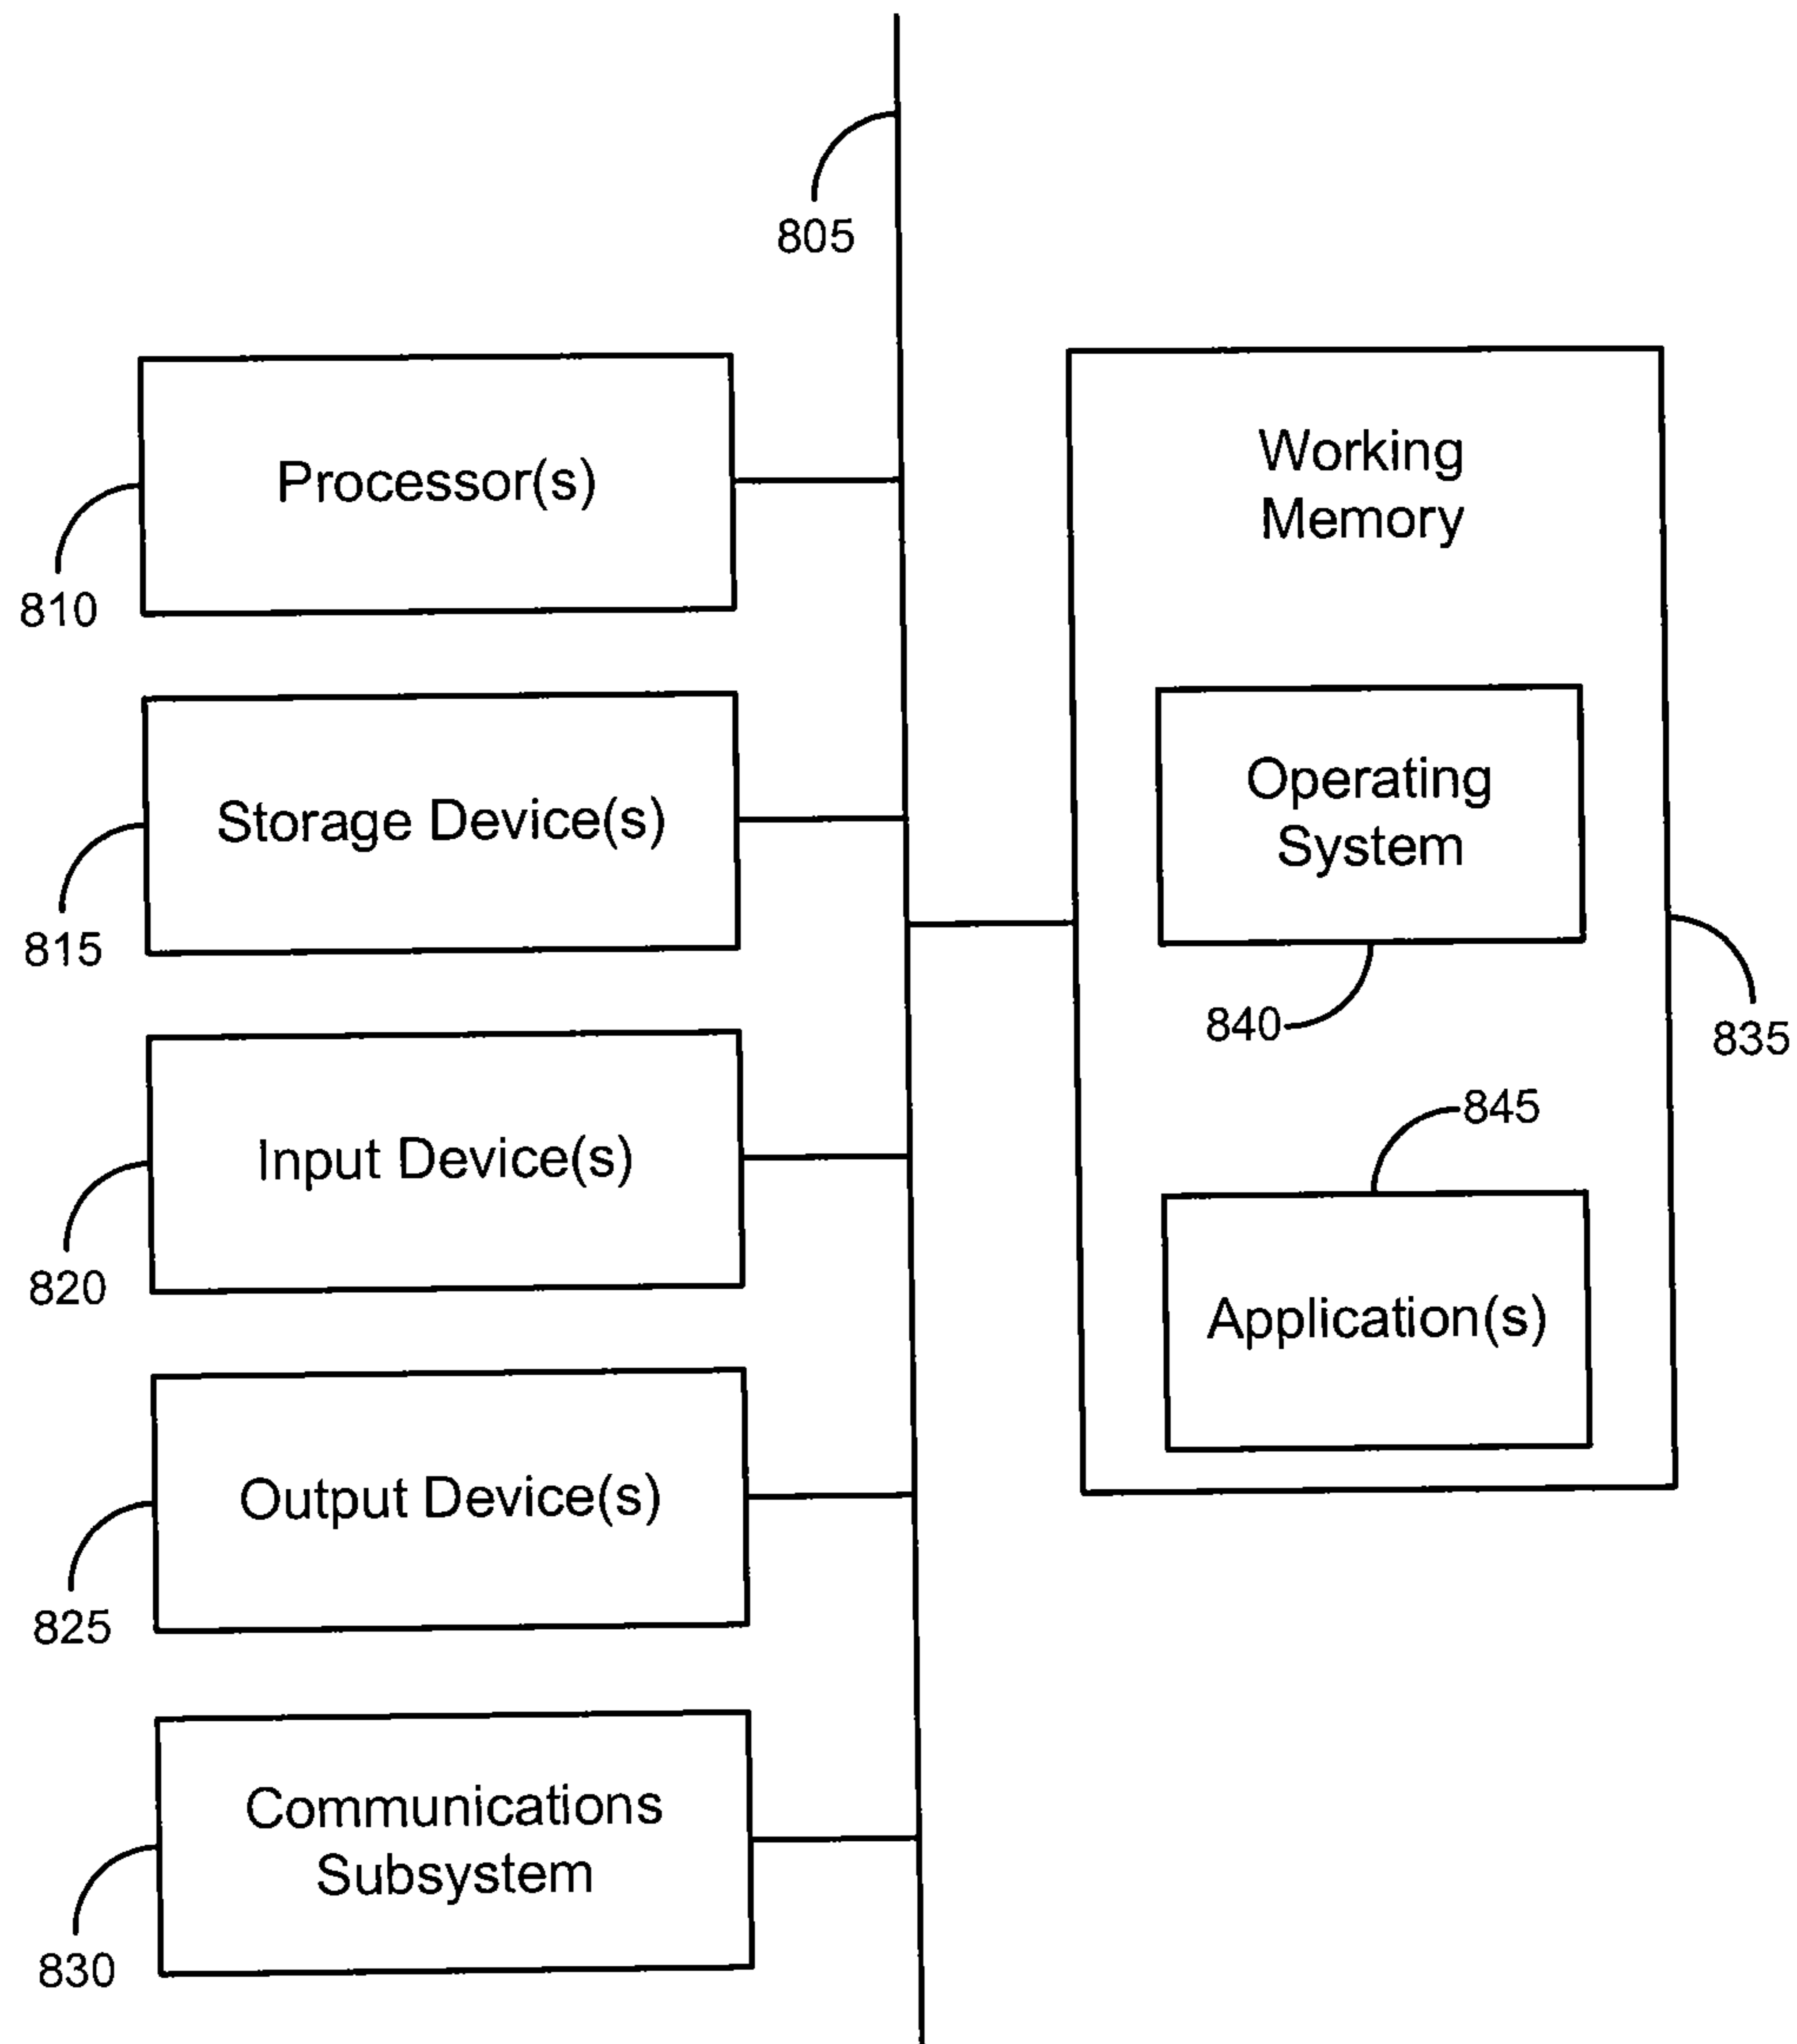 805
Processor(s)
810
Storage Device(s)
815
Input Device(s)
820
Output Device(s)
825
Communications
Subsystem
830
Working
Memory
Operating
System
840
835
845
Application(s)